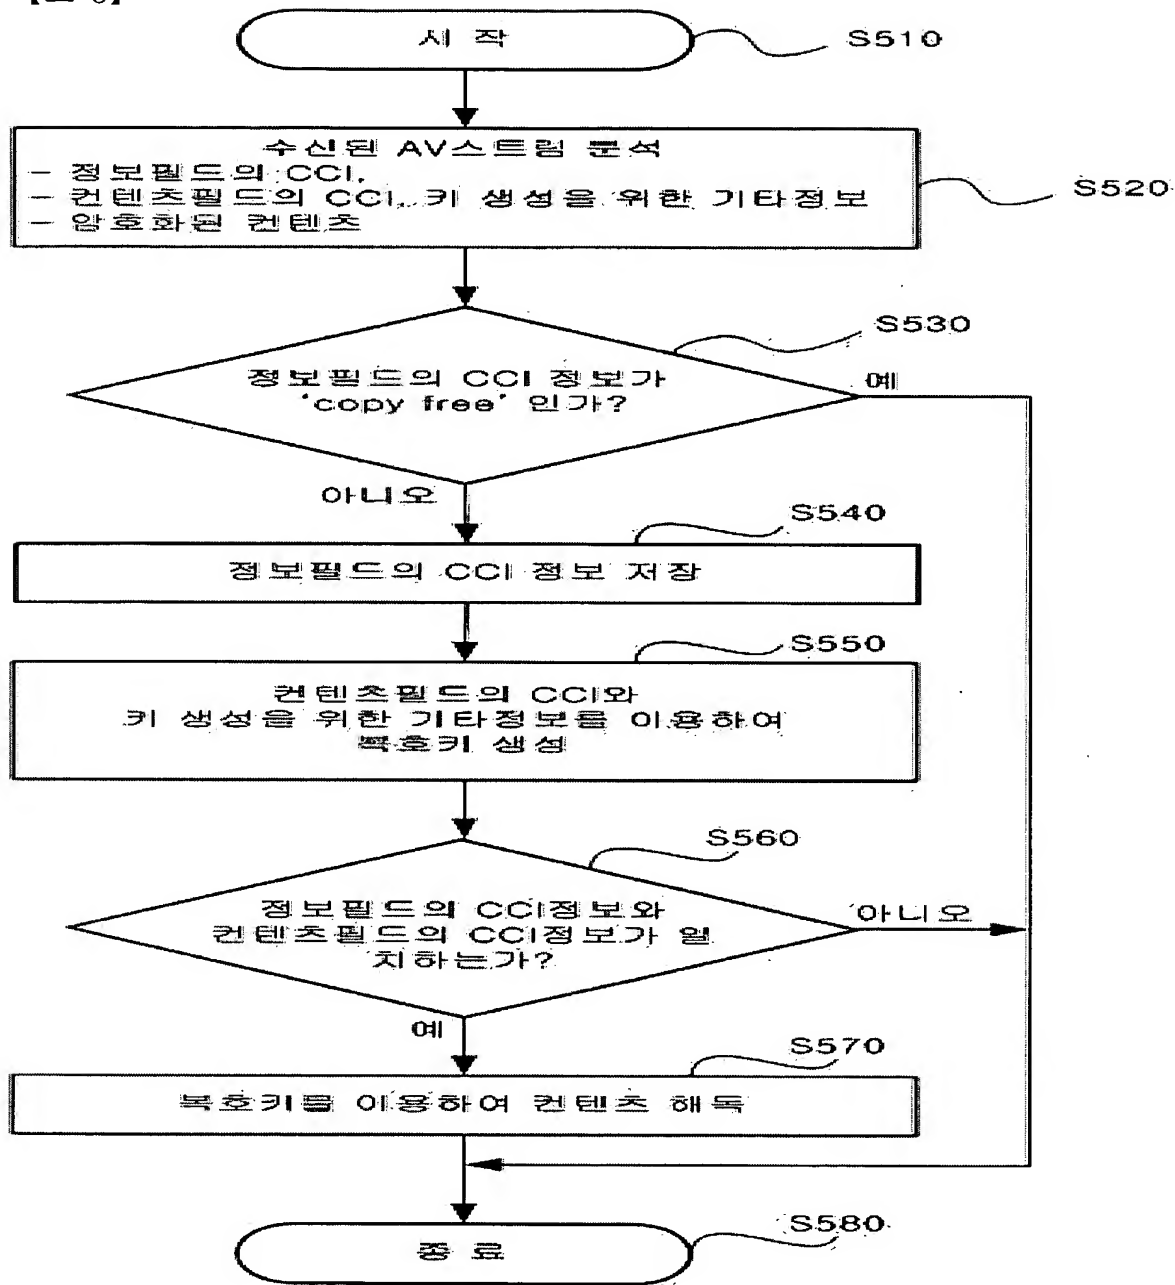 시 작
S510
수신된 AV스트림 분석
- 정보필드의 CCI,
- 컨텐츠필드의 CCI, 키 생성을 위한 기타정보
- 암호화된 컨텐츠
S520
S530
정보필드의 CCI 정보가
'copy free' 인가?
예
아니오
S540
정보필드의 CCI 정보 저장
S550
컨텐츠필드의 CCI와
키 생성을 위한 기타정보를 이용하여
복호키 생성
S560
정보필드의 CCI정보와
컨텐츠필드의 CCI정보가 일
치하는가?
아니오
예
S570
복호키를 이용하여 컨텐츠 해독
S580
종 료